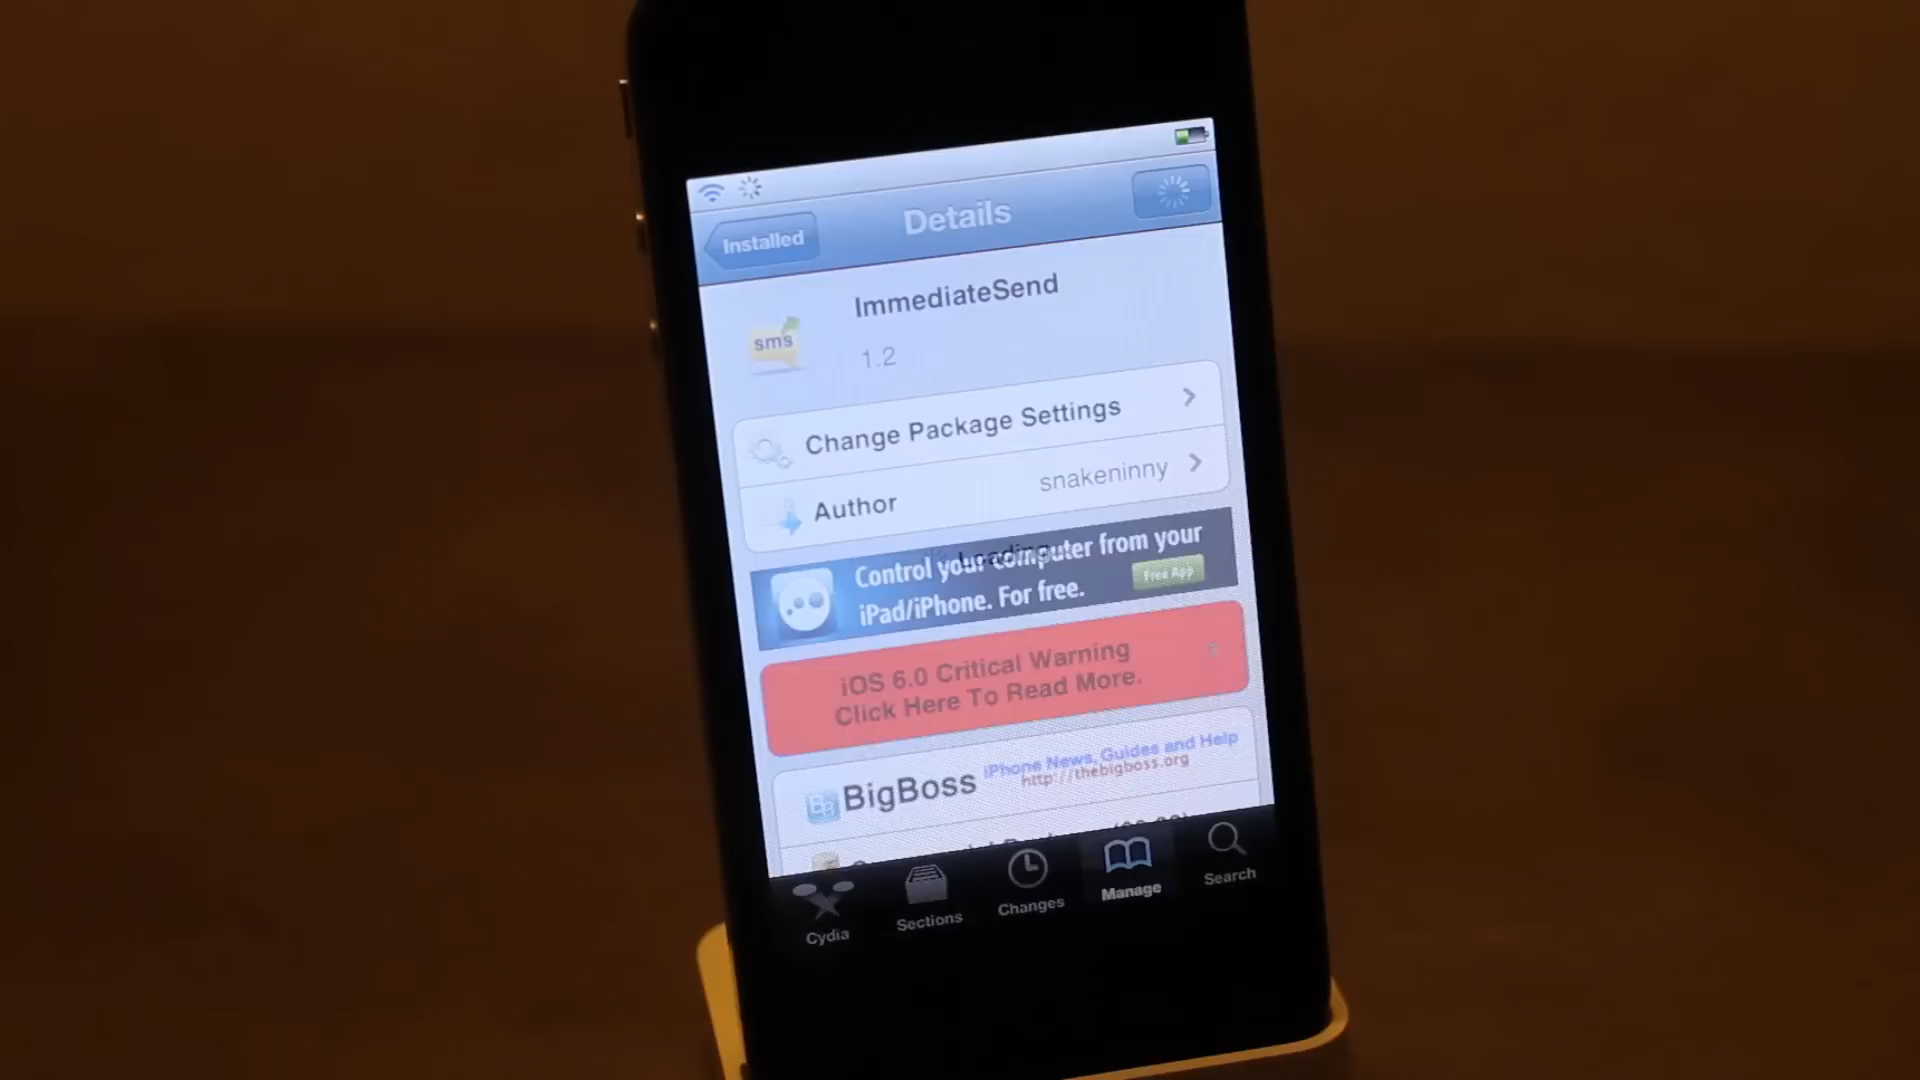 Installed
Details
ImmediateSend
sms
1.2
Change Package Settings
Author
snakeninny
Loading
Control your computer from your
iPad/iPhone. For free.
Free App
iOS 6.0 Critical Warning
Click Here To Read More.
BigBoss
iPhone News, Guides and Help
http://thebigboss.org
Cydia
Sections
Changes
Manage
Search